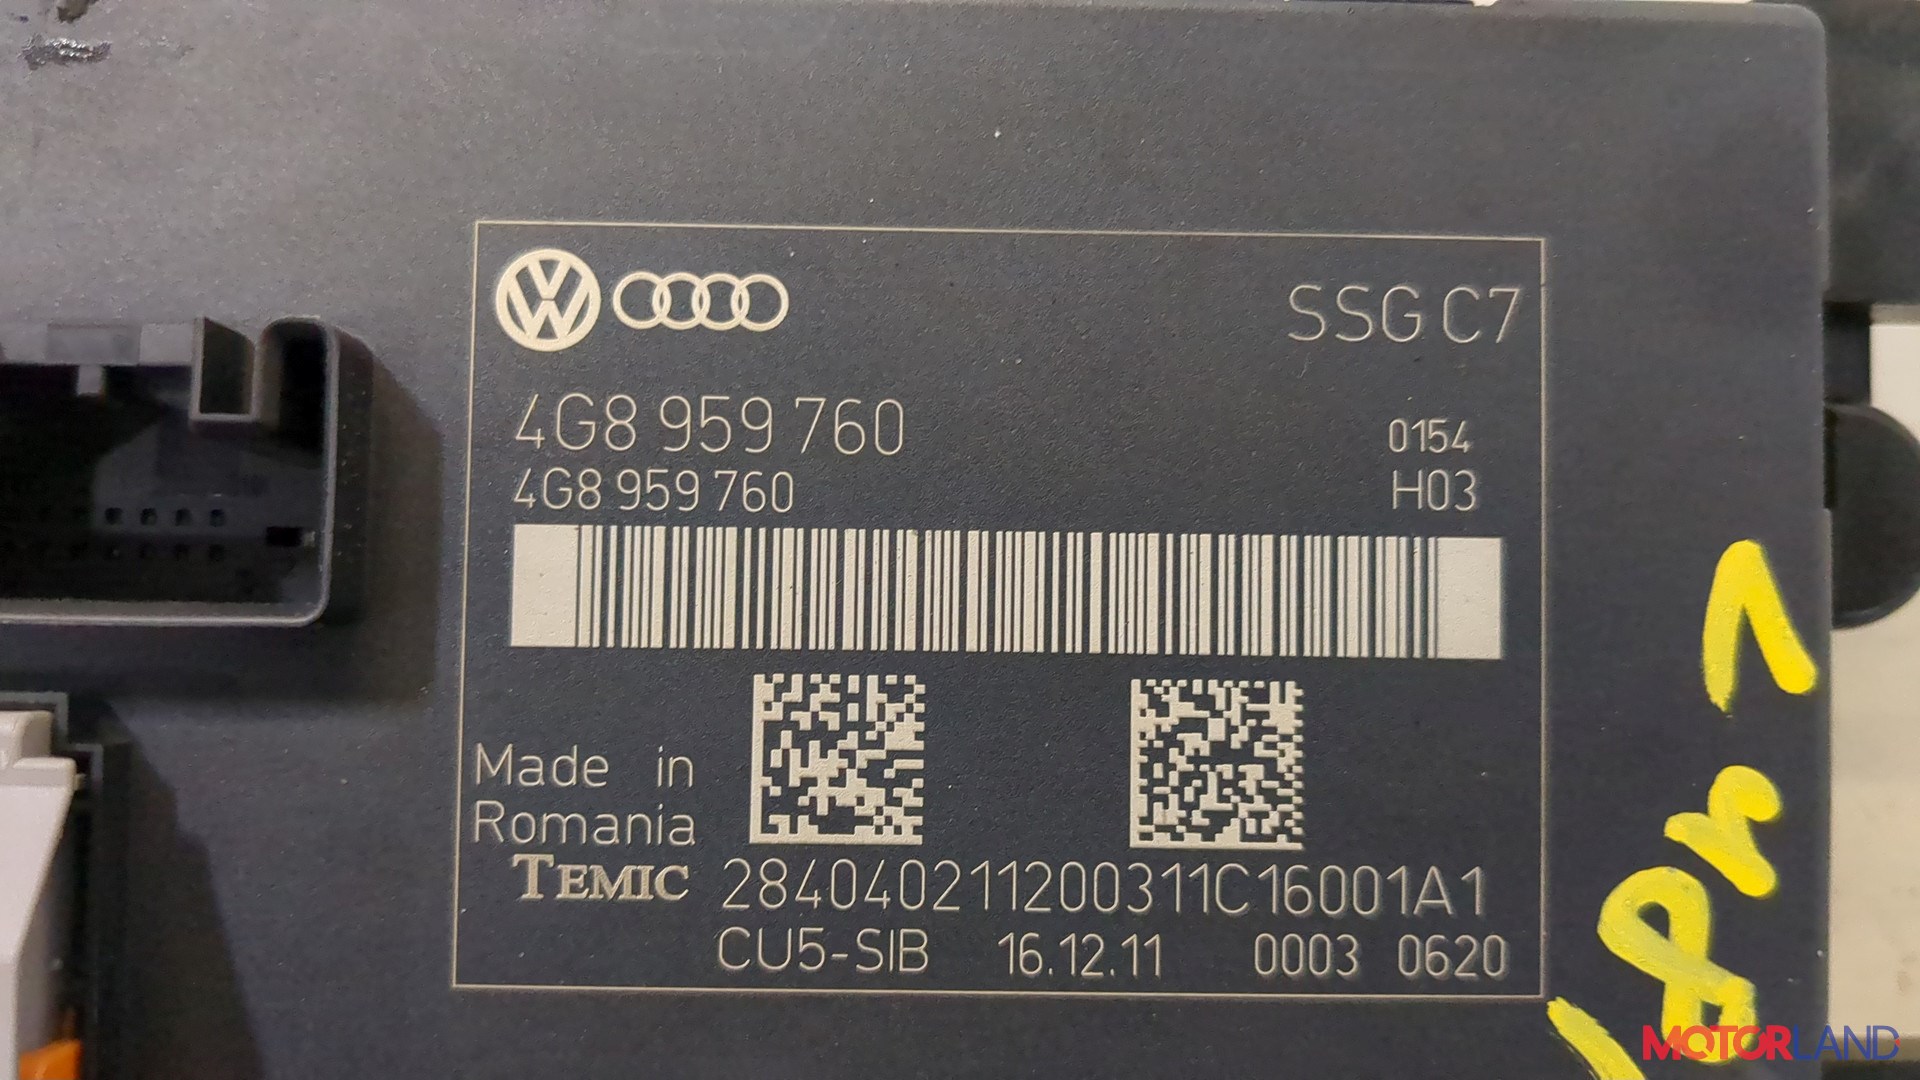 SSG C7
4G8 959 760
0154
4G8 959 760
H03
Made in
Romania
TEMIC 28404021120031​1C16001A1
CU5-SIB 16.12.11 0003 0620
MOTORLAND